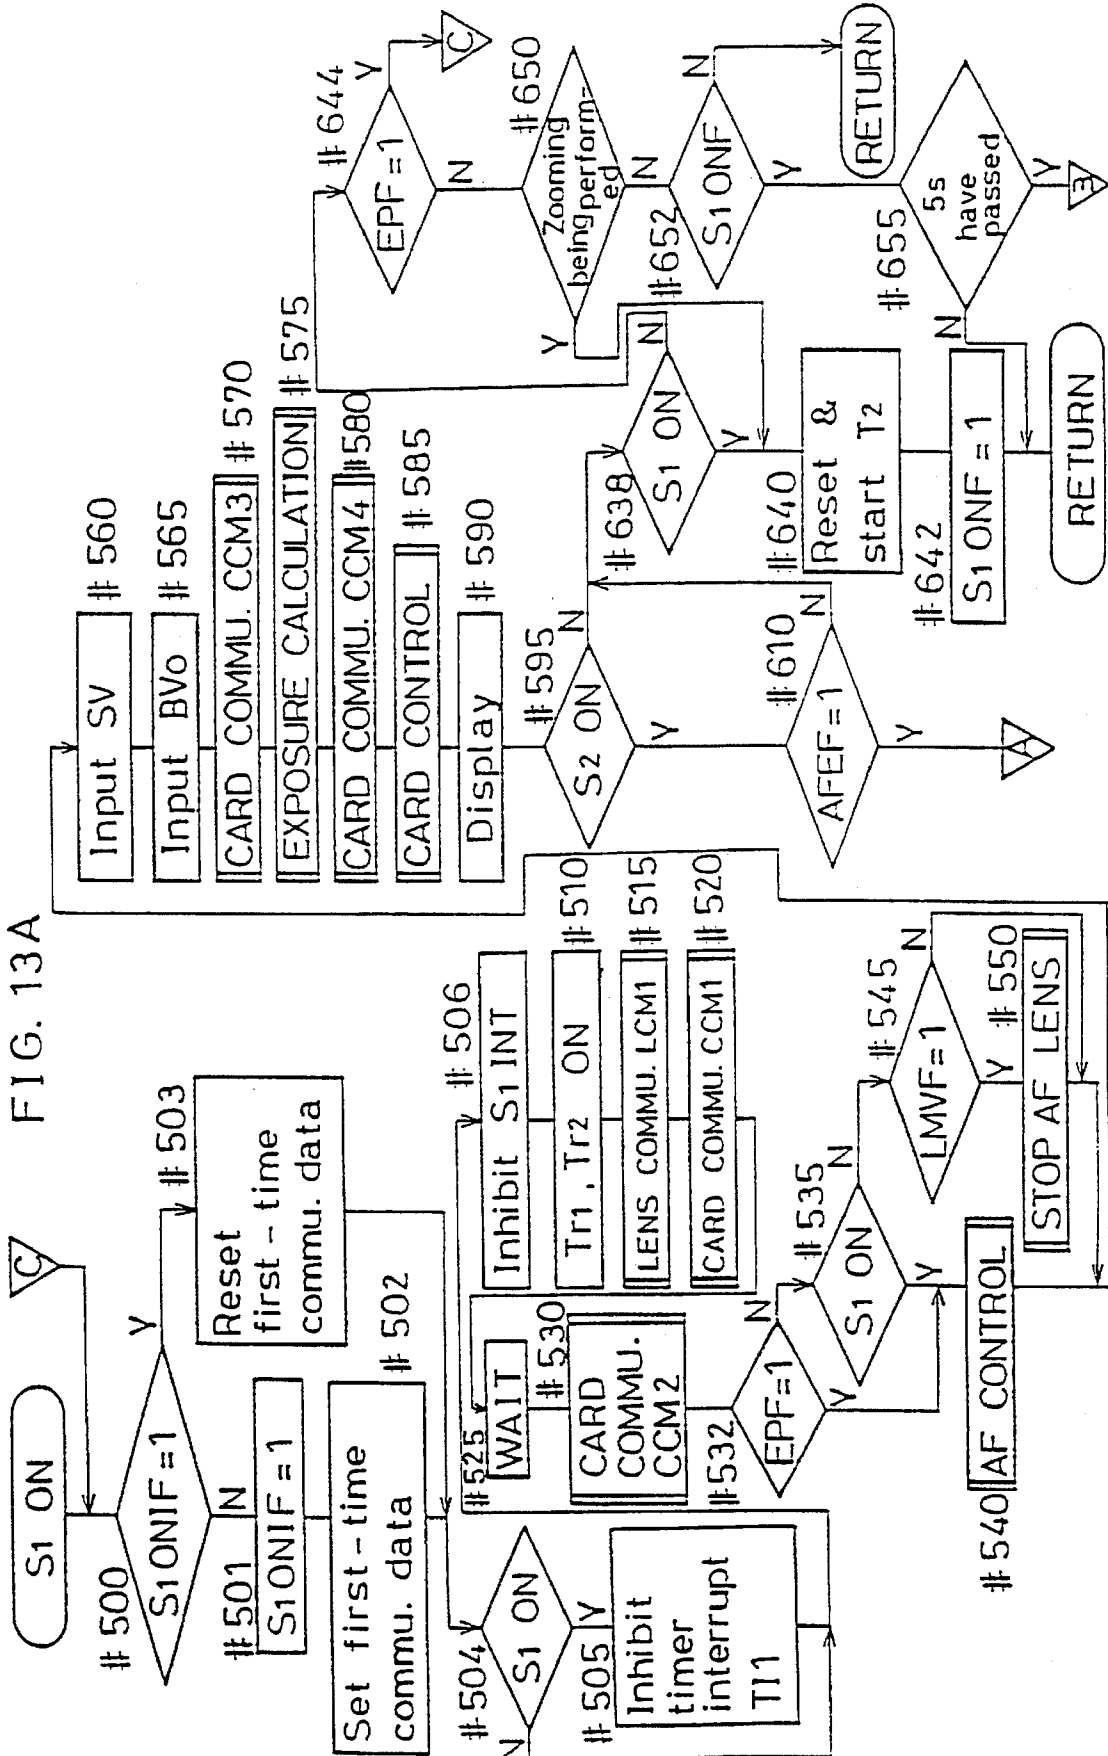 FIG. 13A
S1 ON
C
#500
S1ONIF=1
Y
N
#503
Reset
first-time
commu. data
#501
S1ONIF=1
#502
Set first-time
commu. data
#504
S1 ON
N
Y
#505
Inhibit
timer
interrupt
TI1
#506
Inhibit S1 INT
#510
Tr1, Tr2 ON
#515
LENS COMMU. LCM1
#520
CARD COMMU. CCM1
#525
WAIT
#530
CARD
COMMU.
CCM2
#532
EPF=1
N
Y
#535
S1 ON
N
Y
#540
AF CONTROL
#545
LMVF=1
N
Y
#550
STOP AF LENS
#560
Input SV
#565
Input BVo
#570
CARD COMMU. CCM3
#575
EXPOSURE CALCULATION
#580
CARD COMMU. CCM4
#585
CARD CONTROL
#590
Display
#595
S2 ON
N
Y
#610
AFEF=1
N
Y
A
#638
S1 ON
N
Y
#640
Reset &
start T2
#642
S1ONF=1
RETURN
#644
EPF=1
Y
C
N
#650
Zooming
being perform-
ed
Y
N
#652
S1ONF
N
RETURN
Y
#655
5s
have
passed
N
Y
B